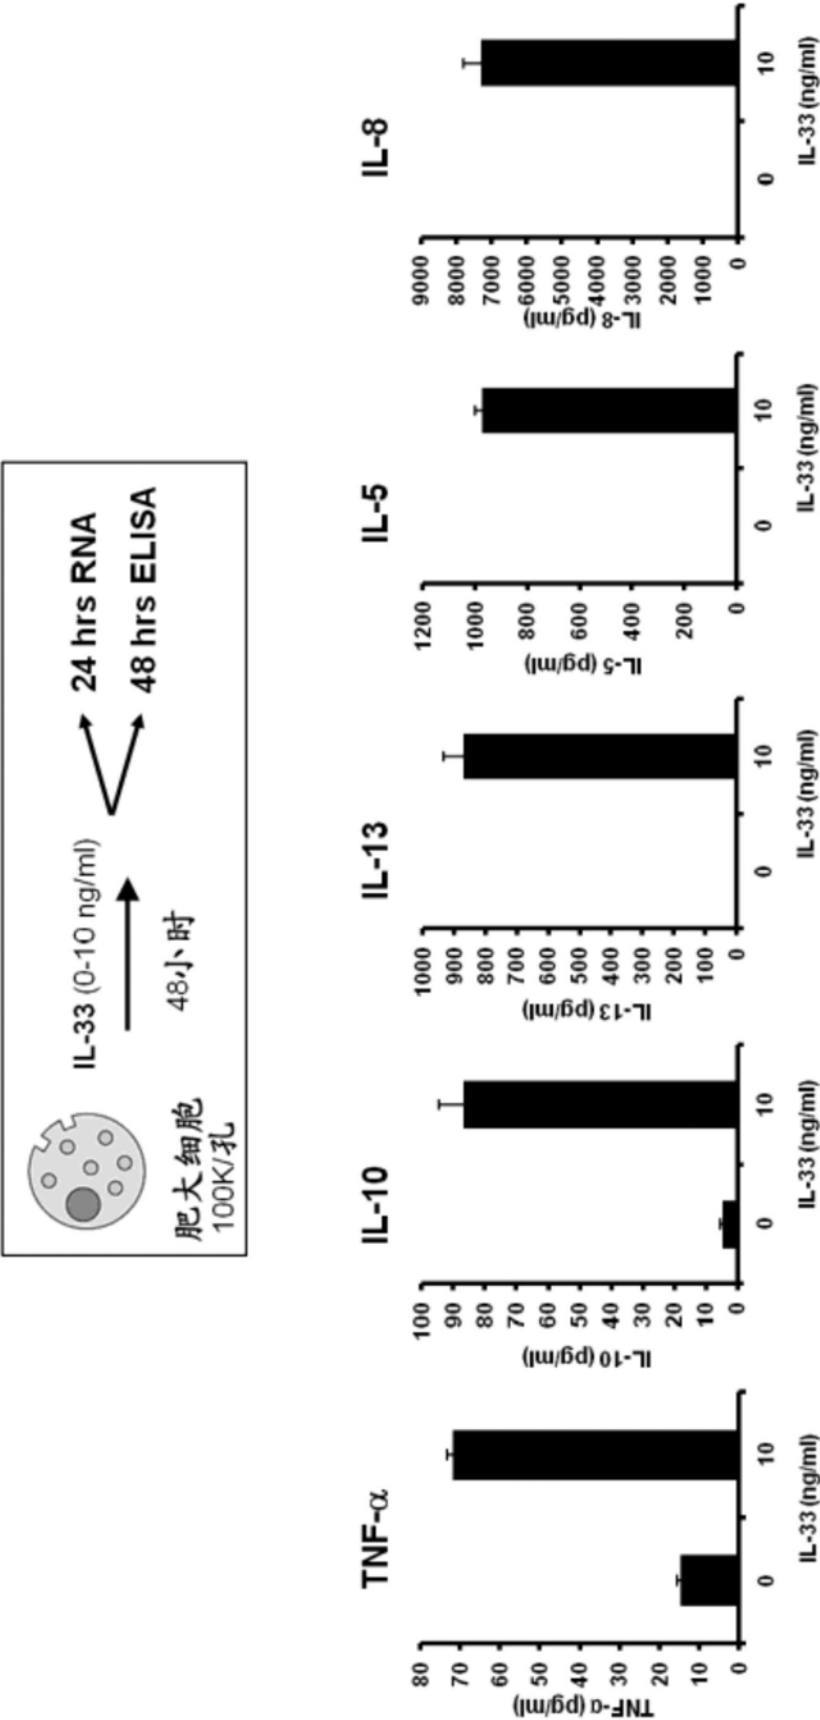 IL-33 (0-10 ng/ml)
48小时
24 hrs RNA
48 hrs ELISA
肥大细胞
100K/孔
TNF-α
TNF-α (pg/ml)
80
70
60
50
40
30
20
10
0
0
10
IL-33 (ng/ml)
IL-10
IL-10 (pg/ml)
100
90
80
70
60
50
40
30
20
10
0
0
10
IL-33 (ng/ml)
IL-13
IL-13 (pg/ml)
1000
900
800
700
600
500
400
300
200
100
0
0
10
IL-33 (ng/ml)
IL-5
IL-5 (pg/ml)
1200
1000
800
600
400
200
0
0
10
IL-33 (ng/ml)
IL-8
IL-8 (pg/ml)
9000
8000
7000
6000
5000
4000
3000
2000
1000
0
0
10
IL-33 (ng/ml)